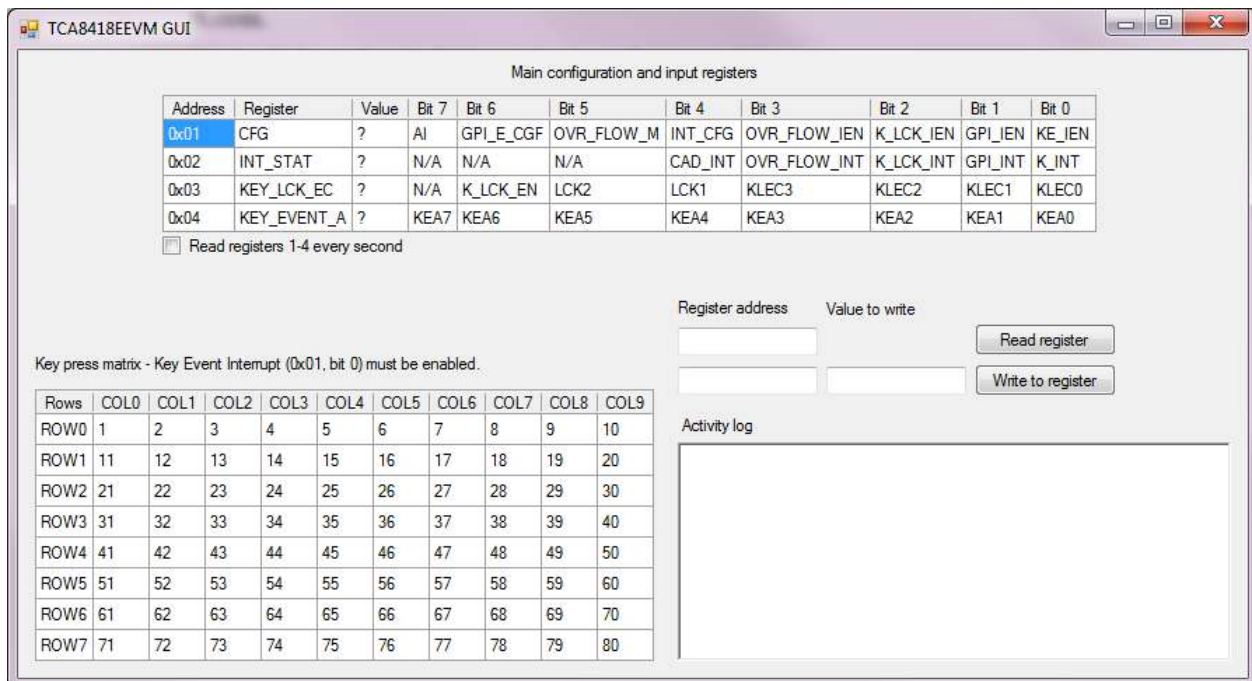 TCA8418EEVM GUI
Main configuration and input registers
Address Register Value Bit 7 Bit 6 Bit 5 Bit 4 Bit 3 Bit 2 Bit 1 Bit 0
0x01 CFG ? AI GPI_E_CGF OVR_FLOW_M INT_CFG OVR_FLOW_IEN K_LCK_IEN GPI_IEN KE_IEN
0x02 INT_STAT ? N/A N/A N/A CAD_INT OVR_FLOW_INT K_LCK_INT GPI_INT K_INT
0x03 KEY_LCK_EC ? N/A K_LCK_EN LCK2 LCK1 KLEC3 KLEC2 KLEC1 KLEC0
0x04 KEY_EVENT_A ? KEA7 KEA6 KEA5 KEA4 KEA3 KEA2 KEA1 KEA0
Read registers 1-4 every second
Register address Value to write
Read register
Key press matrix - Key Event Interrupt (0x01, bit 0) must be enabled.
Write to register
Rows COL0 COL1 COL2 COL3 COL4 COL5 COL6 COL7 COL8 COL9
ROW0 1 2 3 4 5 6 7 8 9 10
ROW1 11 12 13 14 15 16 17 18 19 20
ROW2 21 22 23 24 25 26 27 28 29 30
ROW3 31 32 33 34 35 36 37 38 39 40
ROW4 41 42 43 44 45 46 47 48 49 50
ROW5 51 52 53 54 55 56 57 58 59 60
ROW6 61 62 63 64 65 66 67 68 69 70
ROW7 71 72 73 74 75 76 77 78 79 80
Activity log